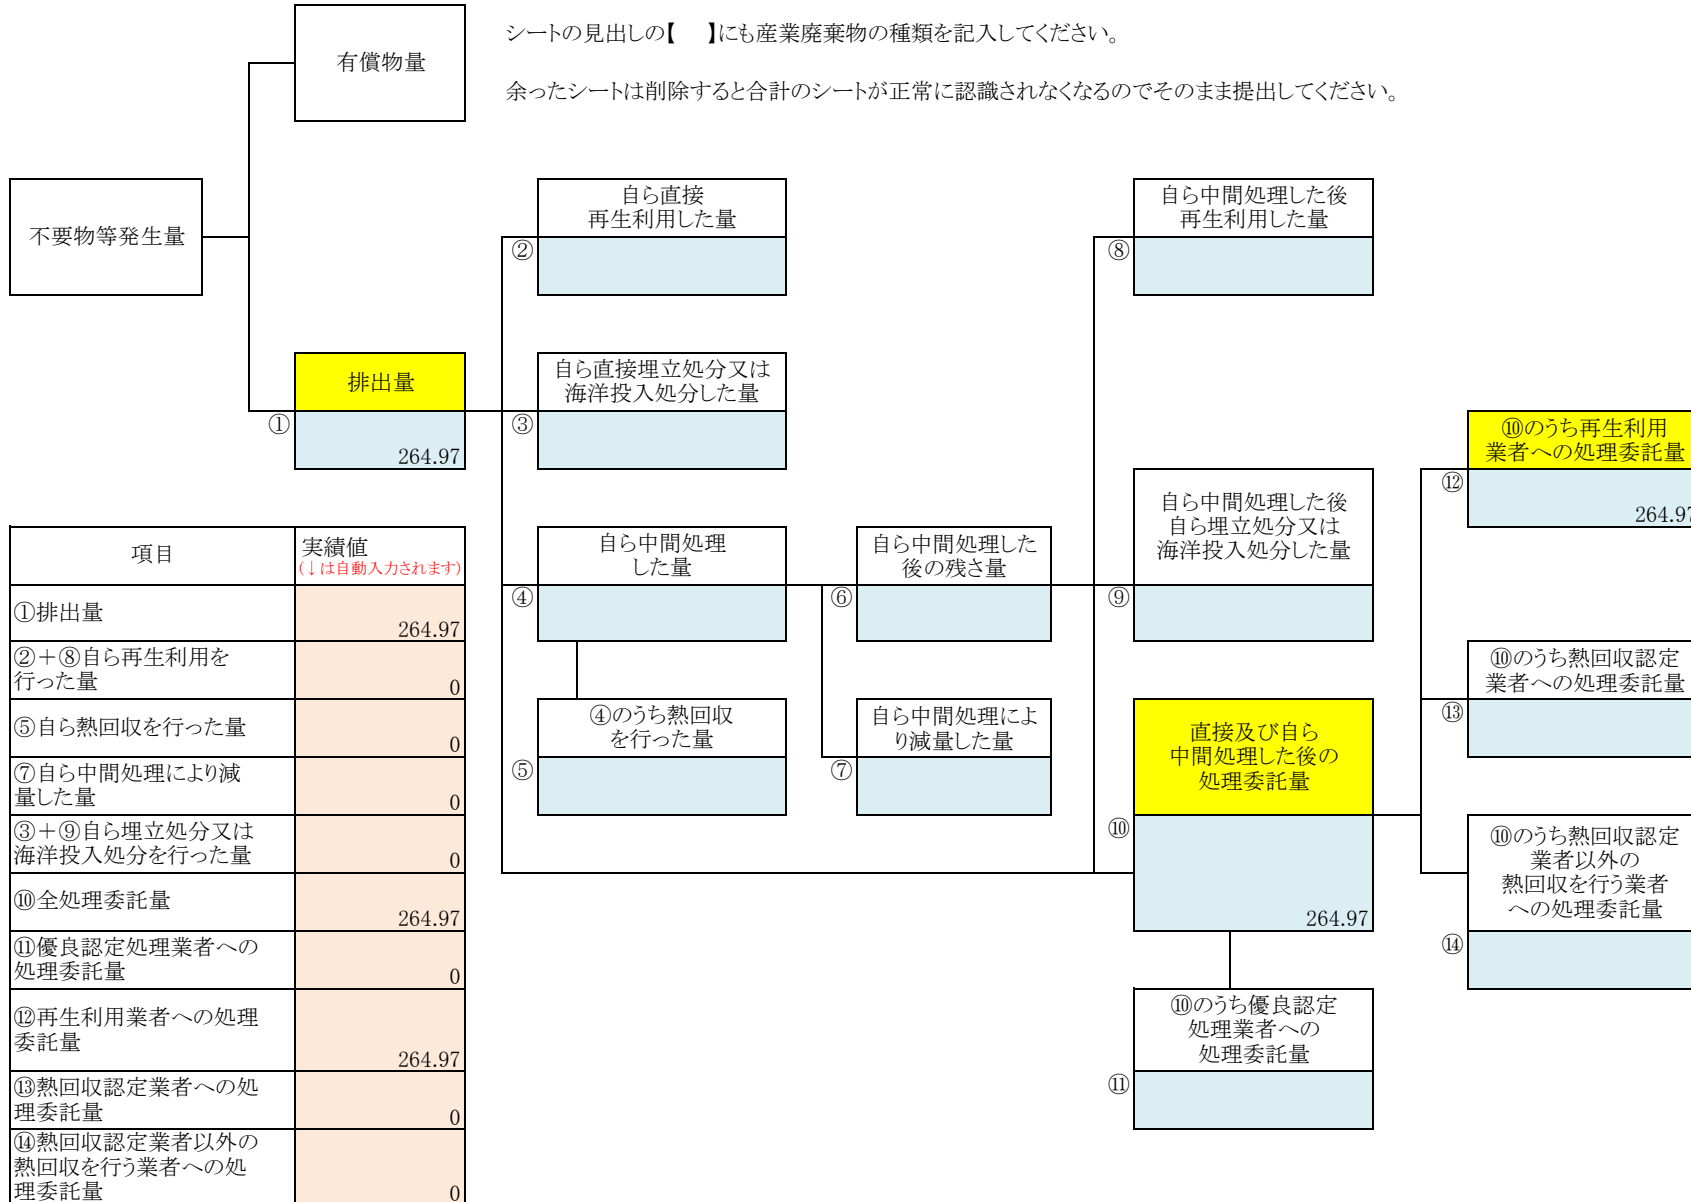 シートの見出しの【　】にも産業廃棄物の種類を記入してください。
余ったシートは削除すると合計のシートが正常に認識されなくなるのでそのまま提出してください。
有償物量
不要物等発生量
自ら直接
再生利用した量
②
自ら中間処理した後
再生利用した量
⑧
排出量
①
264.97
自ら直接埋立処分又は
海洋投入処分した量
③
⑩のうち再生利用
業者への処理委託量
⑫
264.97
自ら中間処理
した量
④
自ら中間処理した
後の残さ量
⑥
自ら中間処理した後
自ら埋立処分又は
海洋投入処分した量
⑨
⑩のうち熱回収認定
業者への処理委託量
⑬
④のうち熱回収
を行った量
⑤
自ら中間処理によ
り減量した量
⑦
直接及び自ら
中間処理した後の
処理委託量
⑩
264.97
⑩のうち熱回収認定
業者以外の
熱回収を行う業者
への処理委託量
⑭
⑩のうち優良認定
処理業者への
処理委託量
⑪
項目
実績値
(↓は自動入力されます)
①排出量
264.97
②＋⑧自ら再生利用を
行った量
0
⑤自ら熱回収を行った量
0
⑦自ら中間処理により減
量した量
0
③＋⑨自ら埋立処分又は
海洋投入処分を行った量
0
⑩全処理委託量
264.97
⑪優良認定処理業者への
処理委託量
0
⑫再生利用業者への処理
委託量
264.97
⑬熱回収認定業者への処
理委託量
0
⑭熱回収認定業者以外の
熱回収を行う業者への処
理委託量
0